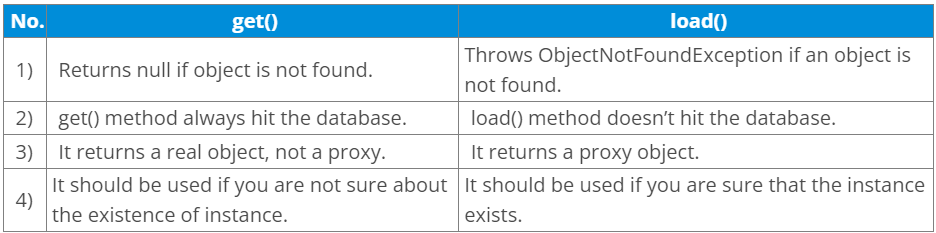 No. get() load()
1) Returns null if object is not found. Throws ObjectNotFoundException if an object is
not found.
2) get() method always hit the database. load() method doesn’t hit the database.
3) It returns a real object, not a proxy. It returns a proxy object.
4) It should be used if you are not sure about
the existence of instance. It should be used if you are sure that the instance
exists.